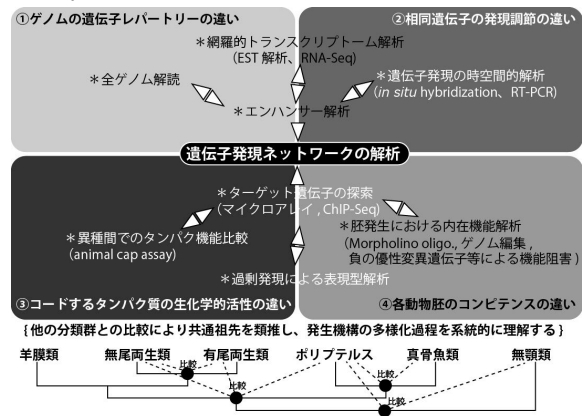 ①ゲノムの遺伝子レパートリーの違い
②相同遺伝子の発現調節の違い
＊網羅的トランスクリプトーム解析
(EST 解析、RNA-Seq)
＊全ゲノム解読
＊遺伝子発現の時空間的解析
(in situ hybridization、RT-PCR)
＊エンハンサー解析
遺伝子発現ネットワークの解析
＊ターゲット遺伝子の探索
(マイクロアレイ , ChIP-Seq)
＊異種間でのタンパク機能比較
(animal cap assay)
＊胚発生における内在機能解析
(Morpholino oligo., ゲノム編集 ,
負の優性変異遺伝子等による機能阻害 )
＊過剰発現による表現型解析
③コードするタンパク質の生化学的活性の違い
④各動物胚のコンピテンスの違い
{ 他の分類群との比較により共通祖先を類推し、発生機構の多様化過程を系統的に理解する }
羊膜類 無尾両生類 有尾両生類 ポリプテルス 真骨魚類 無顎類
比較
比較
比較
比較